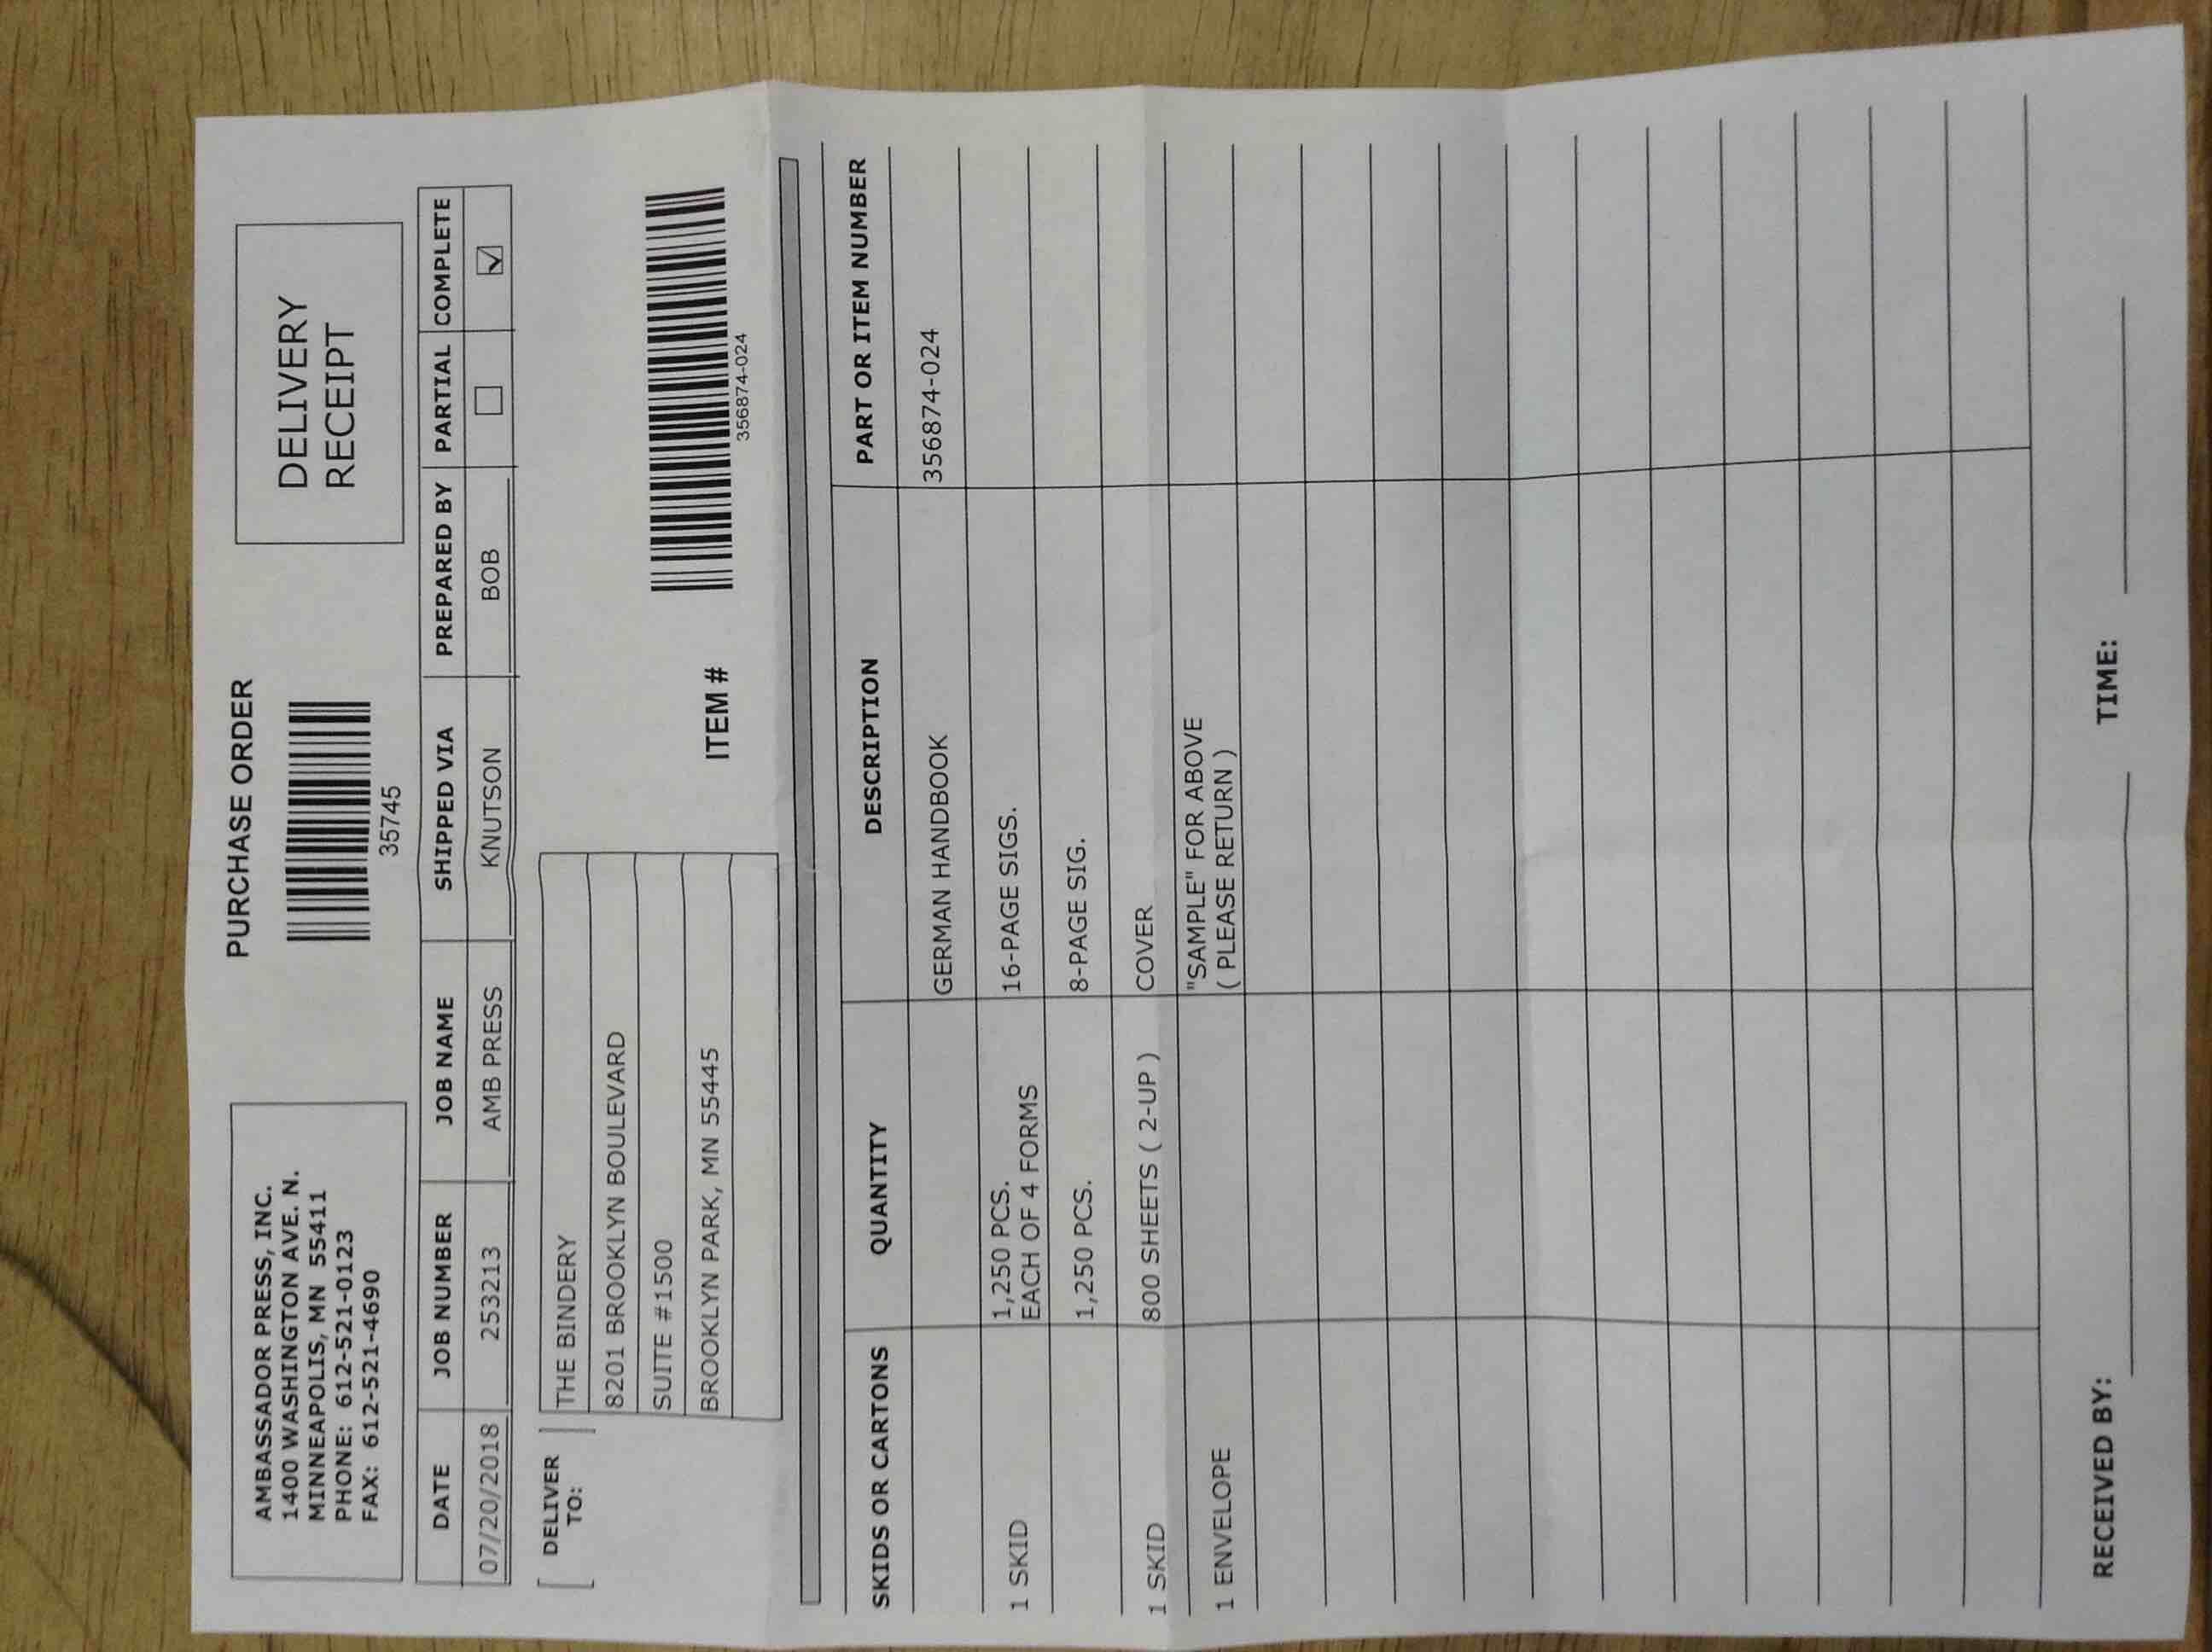 AMBASSADOR PRESS, INC.
1400 WASHINGTON AVE. N.
MINNEAPOLIS, MN 55411
PHONE: 612-521-0123
FAX: 612-521-4690
PURCHASE ORDER
35745
DELIVERY
RECEIPT
DATE JOB NUMBER JOB NAME SHIPPED VIA PREPARED BY PARTIAL COMPLETE
07/20/2018 253213 AMB PRESS KNUTSON BOB
DELIVER
TO:
THE BINDERY
8201 BROOKLYN BOULEVARD
SUITE #1500
BROOKLYN PARK, MN 55445
ITEM #
356874-024
SKIDS OR CARTONS QUANTITY DESCRIPTION PART OR ITEM NUMBER
GERMAN HANDBOOK 356874-024
1 SKID 1,250 PCS. 16-PAGE SIGS.
EACH OF 4 FORMS
1,250 PCS. 8-PAGE SIG.
1 SKID 800 SHEETS ( 2-UP ) COVER
1 ENVELOPE "SAMPLE" FOR ABOVE
( PLEASE RETURN )
RECEIVED BY: TIME: